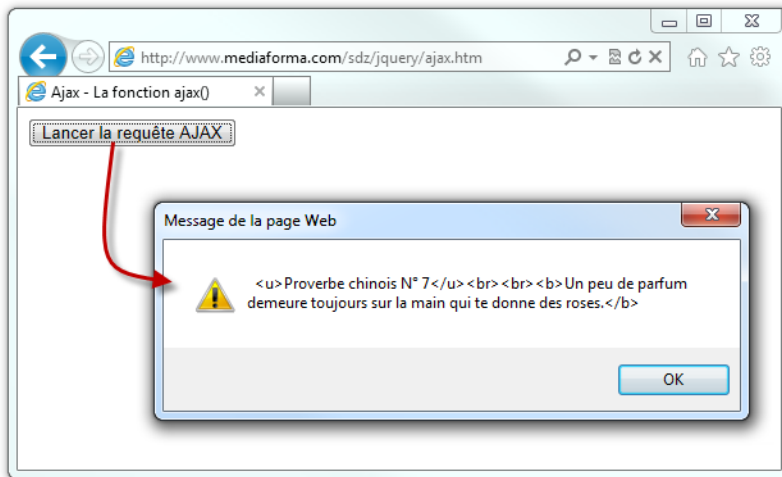 http://www.mediaforma.com/sdz/jquery/ajax.htm
Ajax - La fonction ajax()
Lancer la requête AJAX
Message de la page Web
<u>Proverbe chinois N° 7</u><br><br><b>Un peu de parfum
demeure toujours sur la main qui te donne des roses.</b>
OK